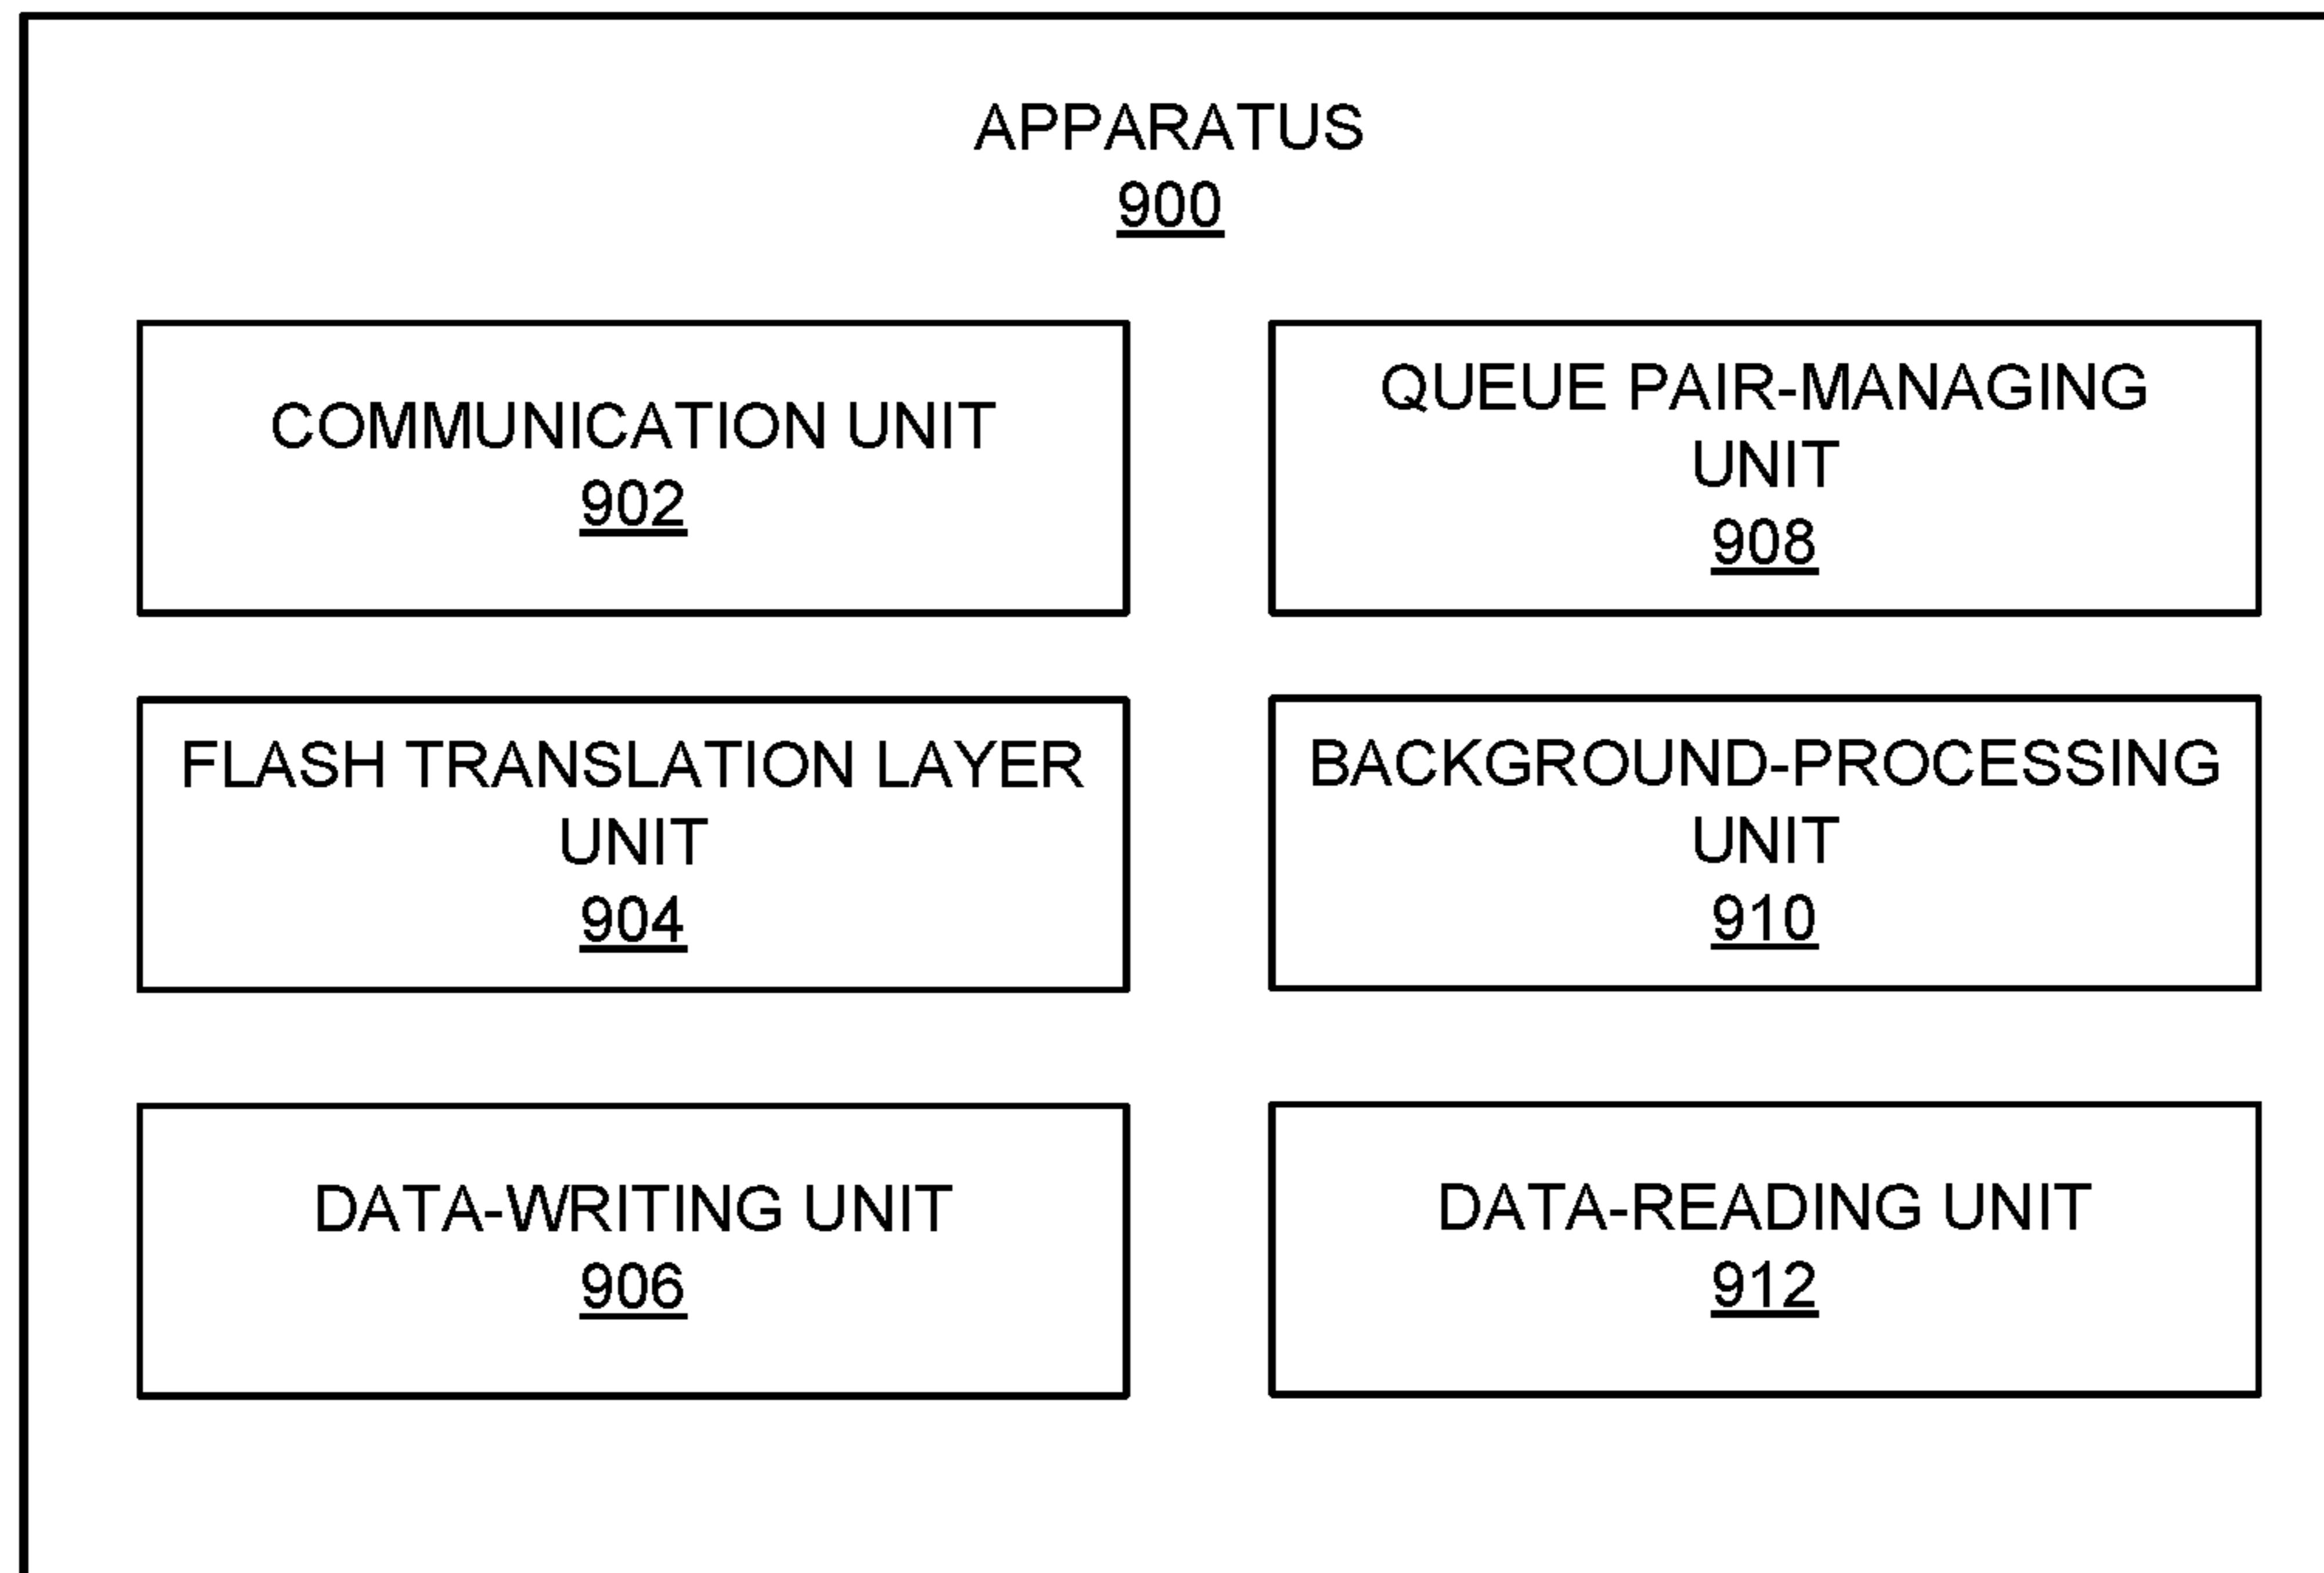 APPARATUS
900
COMMUNICATION UNIT
902
QUEUE PAIR-MANAGING
UNIT
908
FLASH TRANSLATION LAYER
UNIT
904
BACKGROUND-PROCESSING
UNIT
910
DATA-WRITING UNIT
906
DATA-READING UNIT
912